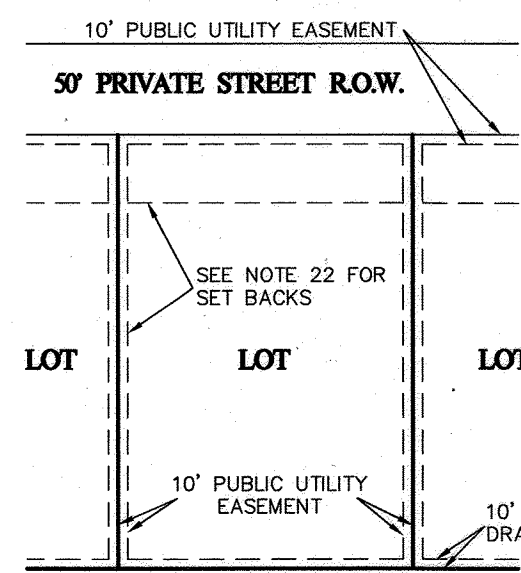 10' PUBLIC UTILITY EASEMENT
50' PRIVATE STREET R.O.W.
SEE NOTE 22 FOR
SET BACKS
LOT
LOT
LOT
10' PUBLIC UTILITY
EASEMENT
10'